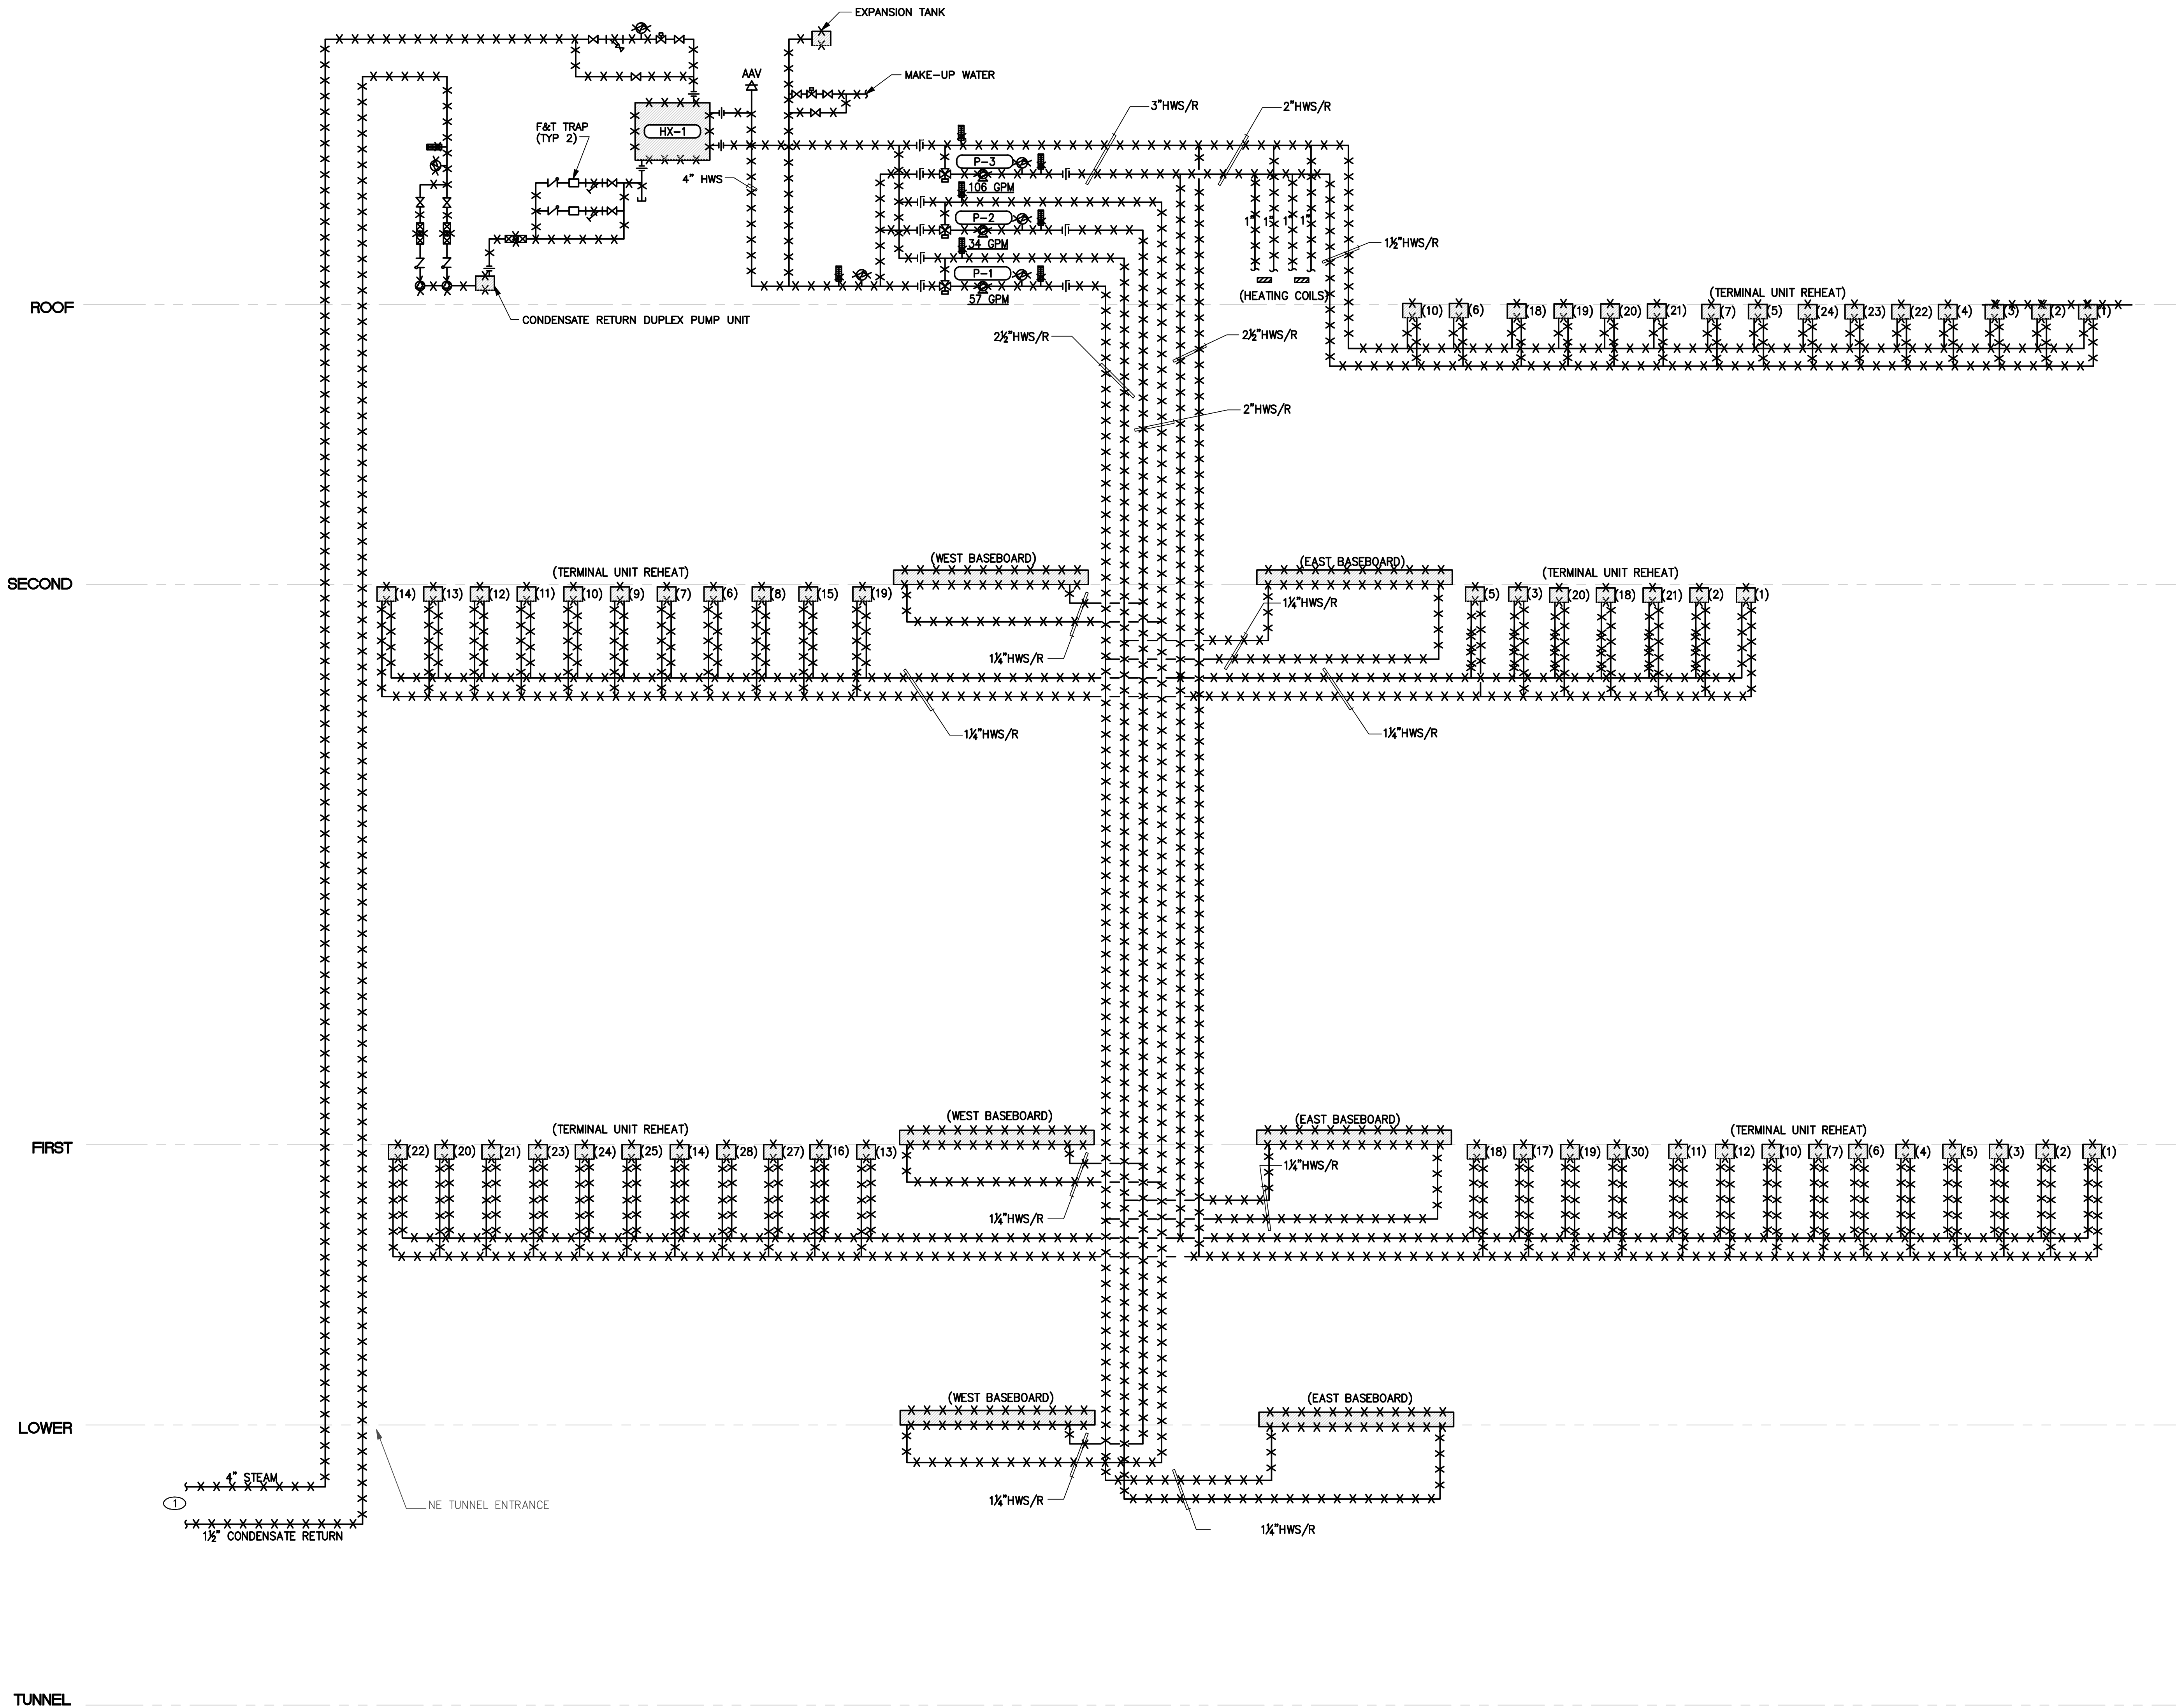 EXPANSION TANK
AAV
MAKE-UP WATER
3"HWS/R
2"HWS/R
F&T TRAP
(TYP 2)
HX-1
P-3
4" HWS
106 GPM
P-2
1" 1" 1" 1"
34 GPM
1½"HWS/R
P-1
57 GPM
(HEATING COILS)
(TERMINAL UNIT REHEAT)
ROOF
(10) (6) (18) (19) (20) (21) (7) (5) (24) (23) (22) (4) (3) (2) (1)
CONDENSATE RETURN DUPLEX PUMP UNIT
2½"HWS/R
2½"HWS/R
2"HWS/R
(WEST BASEBOARD)
(EAST BASEBOARD)
(TERMINAL UNIT REHEAT)
(TERMINAL UNIT REHEAT)
SECOND
(14) (13) (12) (11) (10) (9) (7) (6) (8) (15) (19)
(5) (3) (20) (18) (21) (2) (1)
1¼"HWS/R
1¼"HWS/R
1¼"HWS/R
1¼"HWS/R
(WEST BASEBOARD)
(EAST BASEBOARD)
(TERMINAL UNIT REHEAT)
(TERMINAL UNIT REHEAT)
FIRST
(22) (20) (21) (23) (24) (25) (14) (28) (27) (16) (13)
(18) (17) (19) (30) (11) (12) (10) (7) (6) (4) (5) (3) (2) (1)
1¼"HWS/R
1¼"HWS/R
(WEST BASEBOARD)
(EAST BASEBOARD)
LOWER
4" STEAM
1
NE TUNNEL ENTRANCE
1¼"HWS/R
1½" CONDENSATE RETURN
1¼"HWS/R
TUNNEL